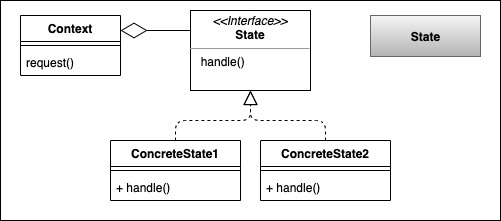 Context
request()
<<Interface>>
State
handle()
State
ConcreteState1
+ handle()
ConcreteState2
+ handle()